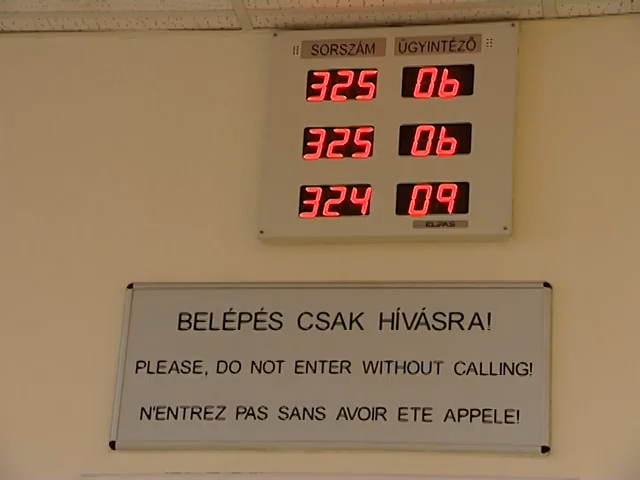 SORSZÁM ÜGYINTÉZŐ
325 06
325 06
324 09
BELÉPÉS CSAK HÍVÁSRA!
PLEASE, DO NOT ENTER WITHOUT CALLING!
N'ENTREZ PAS SANS AVOIR ETE APPELE!